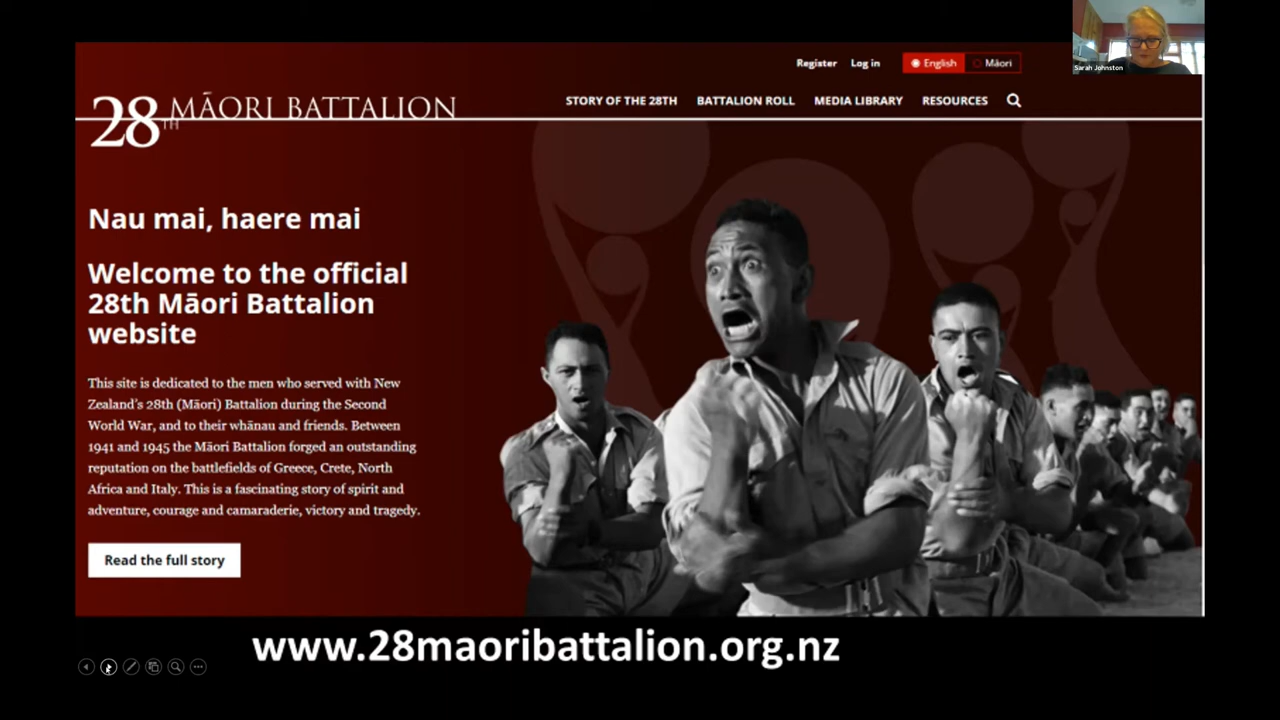 Sarah Johnston
Register Log in English Māori
28TH MĀORI BATTALION
STORY OF THE 28TH BATTALION ROLL MEDIA LIBRARY RESOURCES
Nau mai, haere mai
Welcome to the official
28th Māori Battalion
website
This site is dedicated to the men who served with New
Zealand's 28th (Māori) Battalion during the Second
World War, and to their whānau and friends. Between
1941 and 1945 the Māori Battalion forged an outstanding
reputation on the battlefields of Greece, Crete, North
Africa and Italy. This is a fascinating story of spirit and
adventure, courage and camaraderie, victory and tragedy.
Read the full story
www.28maoribattalion.org.nz